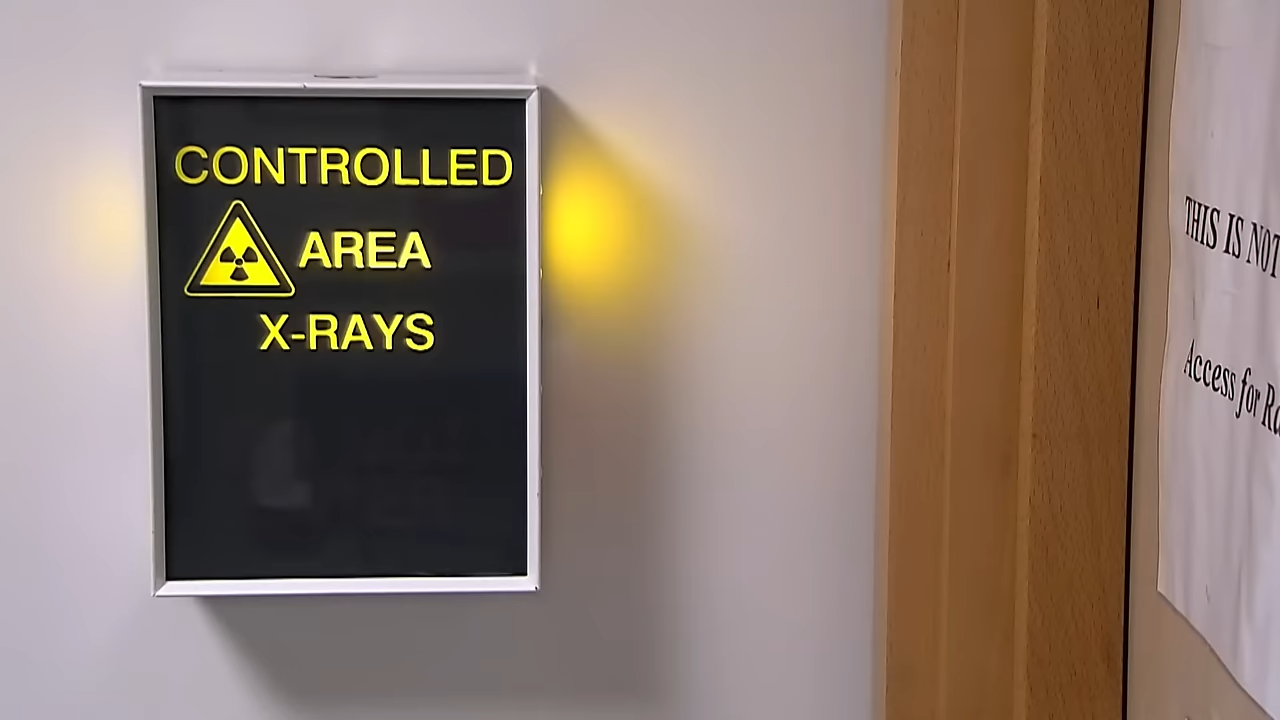 CONTROLLED
AREA
X-RAYS
THIS IS NOT
Access for